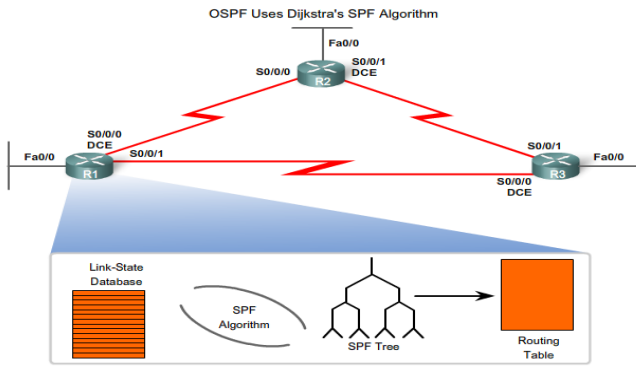 OSPF Uses Dijkstra's SPF Algorithm
Fa0/0
S0/0/0
S0/0/1
DCE
R2
S0/0/0
DCE
S0/0/1
Fa0/0
R1
S0/0/1
Fa0/0
S0/0/0
DCE
R3
Link-State
Database
SPF
Algorithm
SPF Tree
Routing
Table